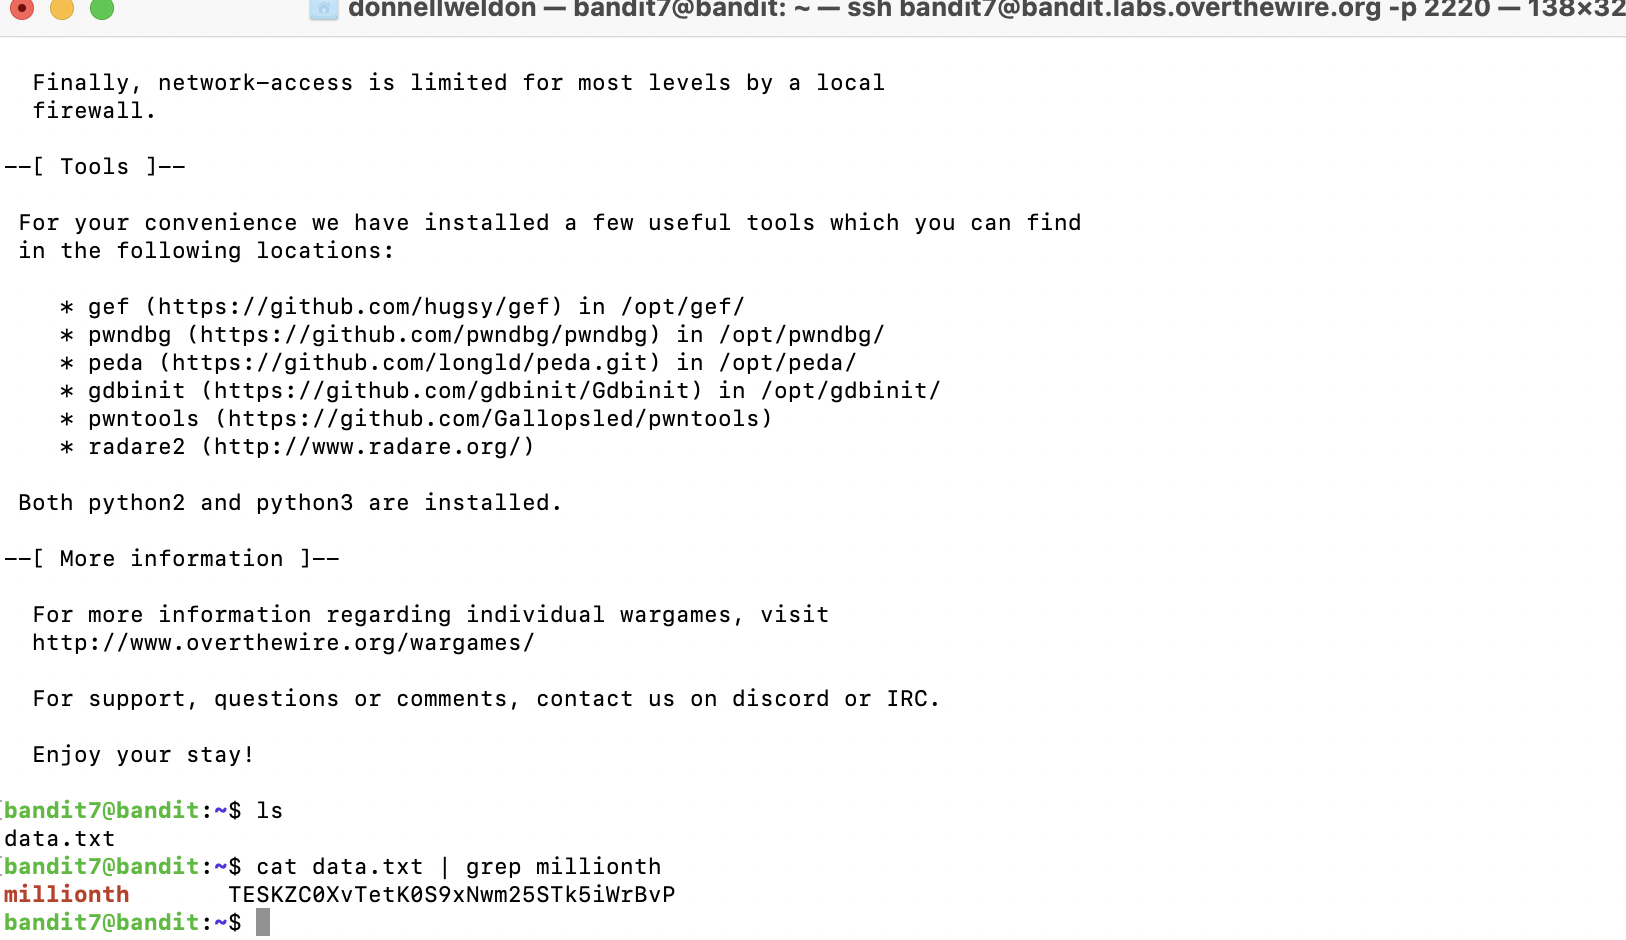 donnellweldon — bandit7@bandit: ~ — ssh bandit7@bandit.labs.overthewire.org -p 2220 — 138×32
Finally, network-access is limited for most levels by a local
firewall.
--[ Tools ]--
For your convenience we have installed a few useful tools which you can find
in the following locations:
* gef (https://github.com/hugsy/gef) in /opt/gef/
* pwndbg (https://github.com/pwndbg/pwndbg) in /opt/pwndbg/
* peda (https://github.com/longld/peda.git) in /opt/peda/
* gdbinit (https://github.com/gdbinit/Gdbinit) in /opt/gdbinit/
* pwntools (https://github.com/Gallopsled/pwntools)
* radare2 (http://www.radare.org/)
Both python2 and python3 are installed.
--[ More information ]--
For more information regarding individual wargames, visit
http://www.overthewire.org/wargames/
For support, questions or comments, contact us on discord or IRC.
Enjoy your stay!
bandit7@bandit:~$ ls
data.txt
bandit7@bandit:~$ cat data.txt | grep millionth
millionth TESKZC0XvTetK0S9xNwm25STk5iWrBvP
bandit7@bandit:~$